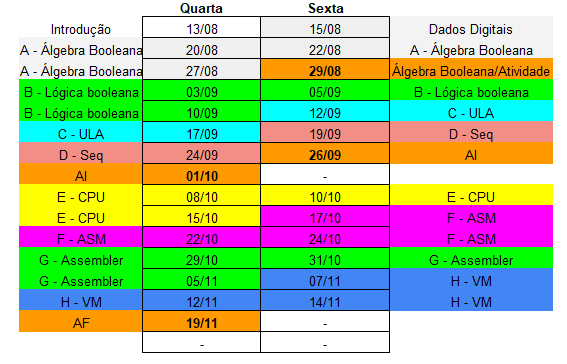 Quarta Sexta
Introdução 13/08 15/08 Dados Digitais
A - Álgebra Booleana 20/08 22/08 A - Álgebra Booleana
A - Álgebra Booleana 27/08 29/08 Álgebra Booleana/Atividade
B - Lógica booleana 03/09 05/09 B - Lógica booleana
B - Lógica booleana 10/09 12/09 C - ULA
C - ULA 17/09 19/09 D - Seq
D - Seq 24/09 26/09 AI
AI 01/10 -
E - CPU 08/10 10/10 E - CPU
E - CPU 15/10 17/10 F - ASM
F - ASM 22/10 24/10 F - ASM
G - Assembler 29/10 31/10 G - Assembler
G - Assembler 05/11 07/11 H - VM
H - VM 12/11 14/11 H - VM
AF 19/11 -
- -